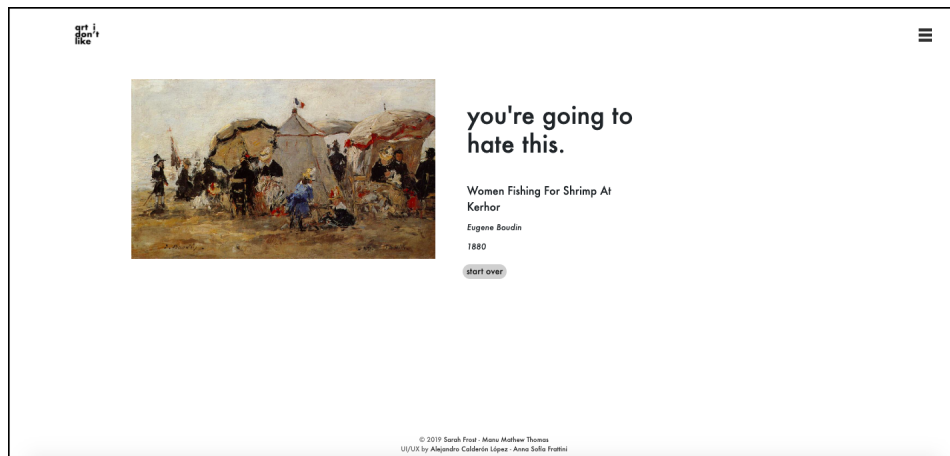 art i
don't
like
you're going to
hate this.
Women Fishing For Shrimp At
Kerhor
Eugene Boudin
1880
start over
© 2019 Sarah Frost · Manu Mathew Thomas
UI/UX by Alejandro Calderón López · Anna Sofía Frattini